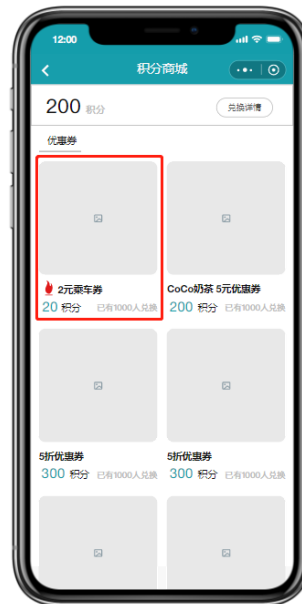 12:00
积分商城
200 积分
兑换详情
优惠券
2元乘车券
20 积分 已有1000人兑换
CoCo奶茶 5元优惠券
200 积分 已有1000人兑换
5折优惠券
300 积分 已有1000人兑换
5折优惠券
300 积分 已有1000人兑换